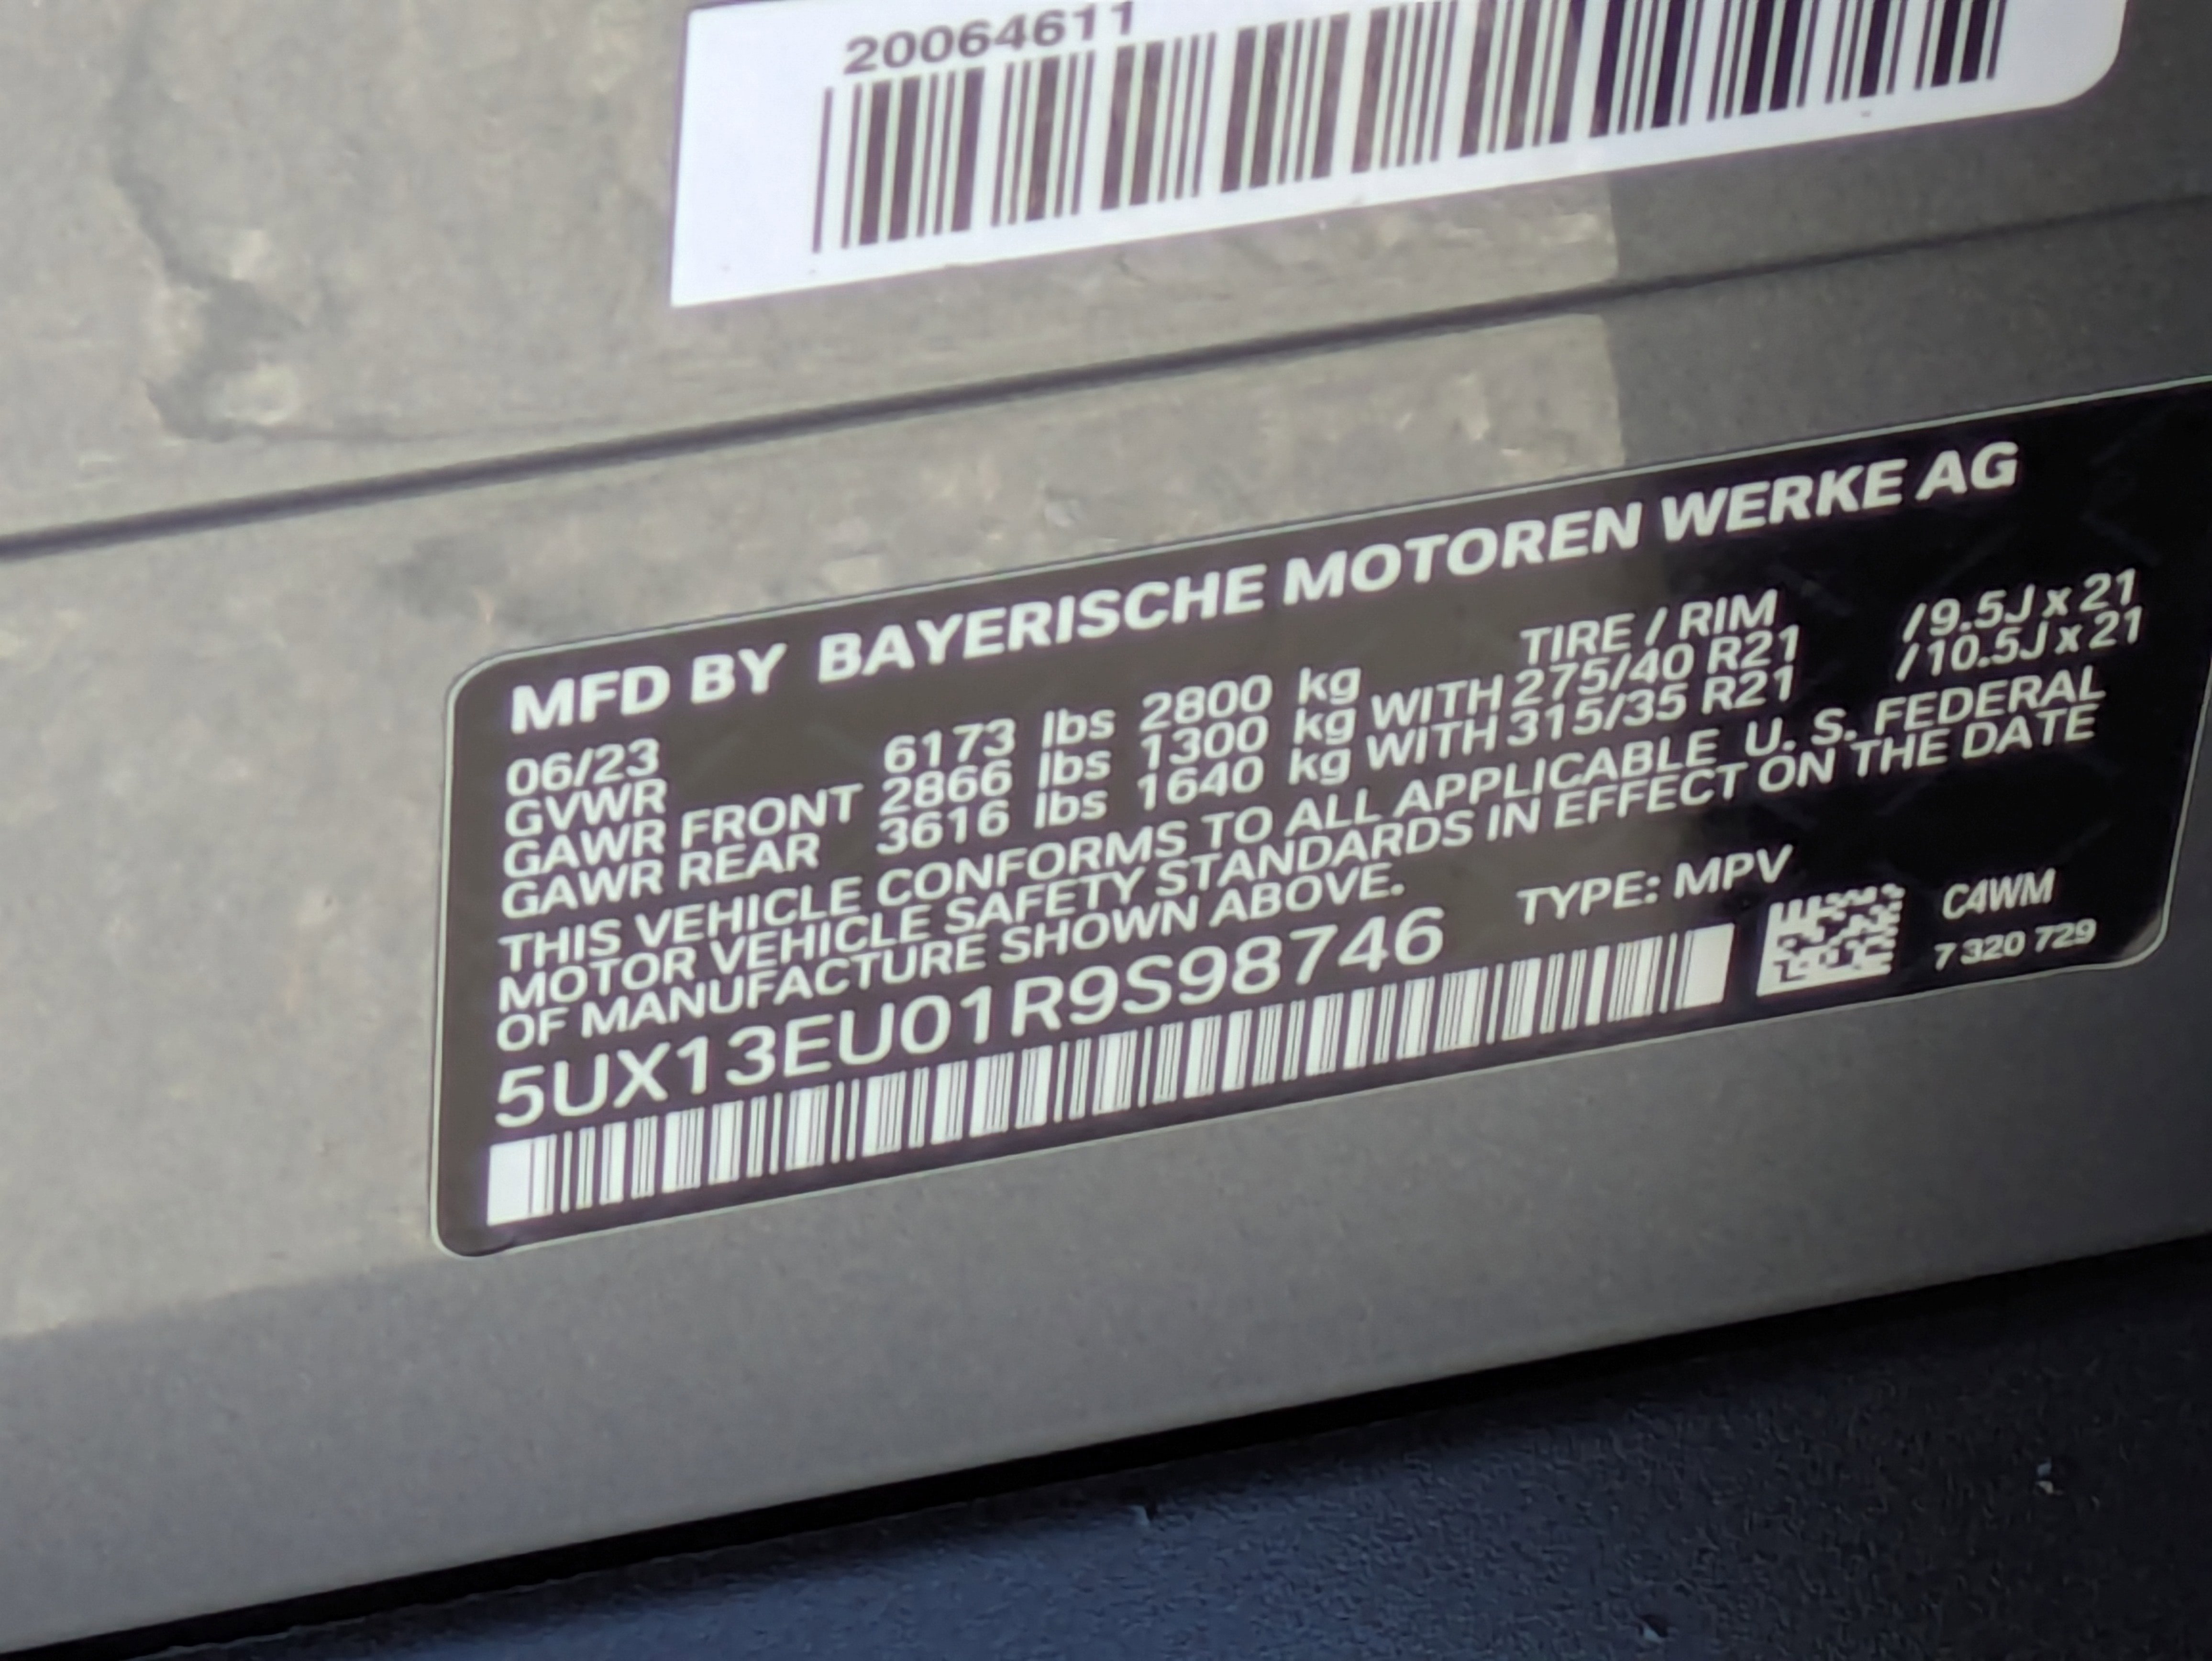 20064611
MFD BY BAYERISCHE MOTOREN WERKE AG
06/23 TIRE / RIM
GVWR 6173 lbs 2800 kg
GAWR FRONT 2866 lbs 1300 kg WITH 275/40 R21 /9.5J x 21
GAWR REAR 3616 lbs 1640 kg WITH 315/35 R21 /10.5J x 21
THIS VEHICLE CONFORMS TO ALL APPLICABLE U. S. FEDERAL
MOTOR VEHICLE SAFETY STANDARDS IN EFFECT ON THE DATE
OF MANUFACTURE SHOWN ABOVE.
5UX13EU01R9S98746 TYPE: MPV
C4WM
7 320 729